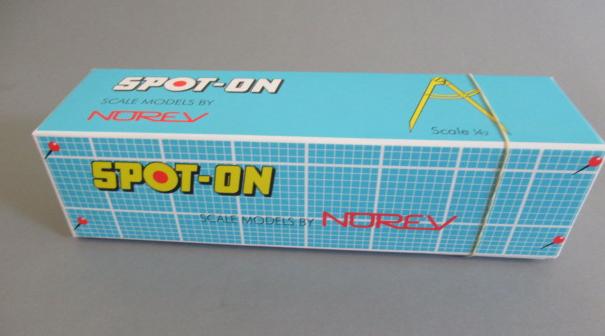 SPOT-ON
SCALE MODELS BY
NOREV
Scale 1/42
SPOT-ON
SCALE MODELS BY NOREV